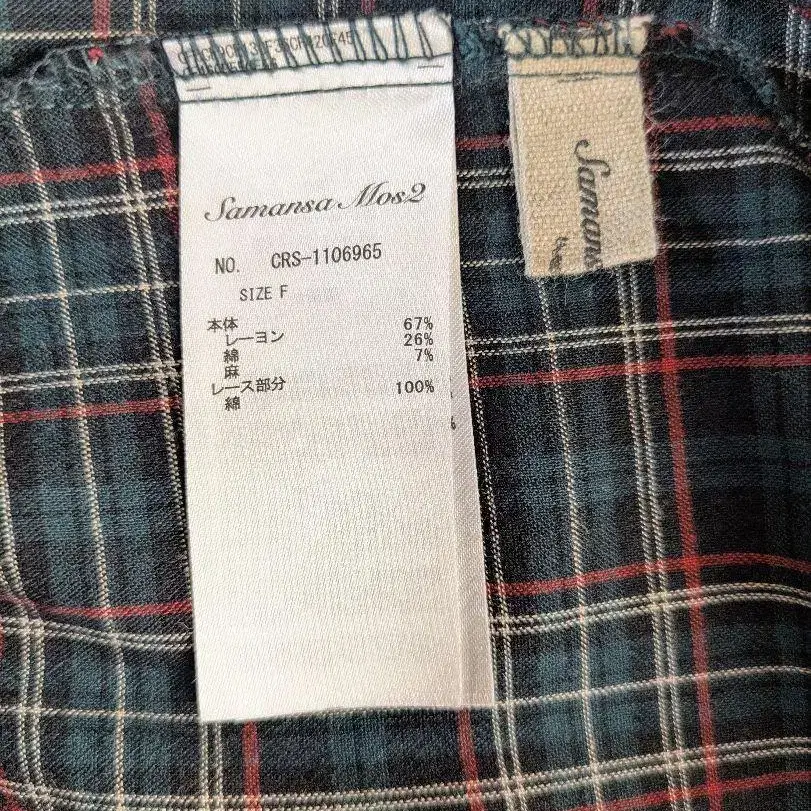 Samansa Mos2
NO. CRS-1106965
SIZE F
本体
レーヨン 67%
綿 26%
麻 7%
レース部分
綿 100%
Samans